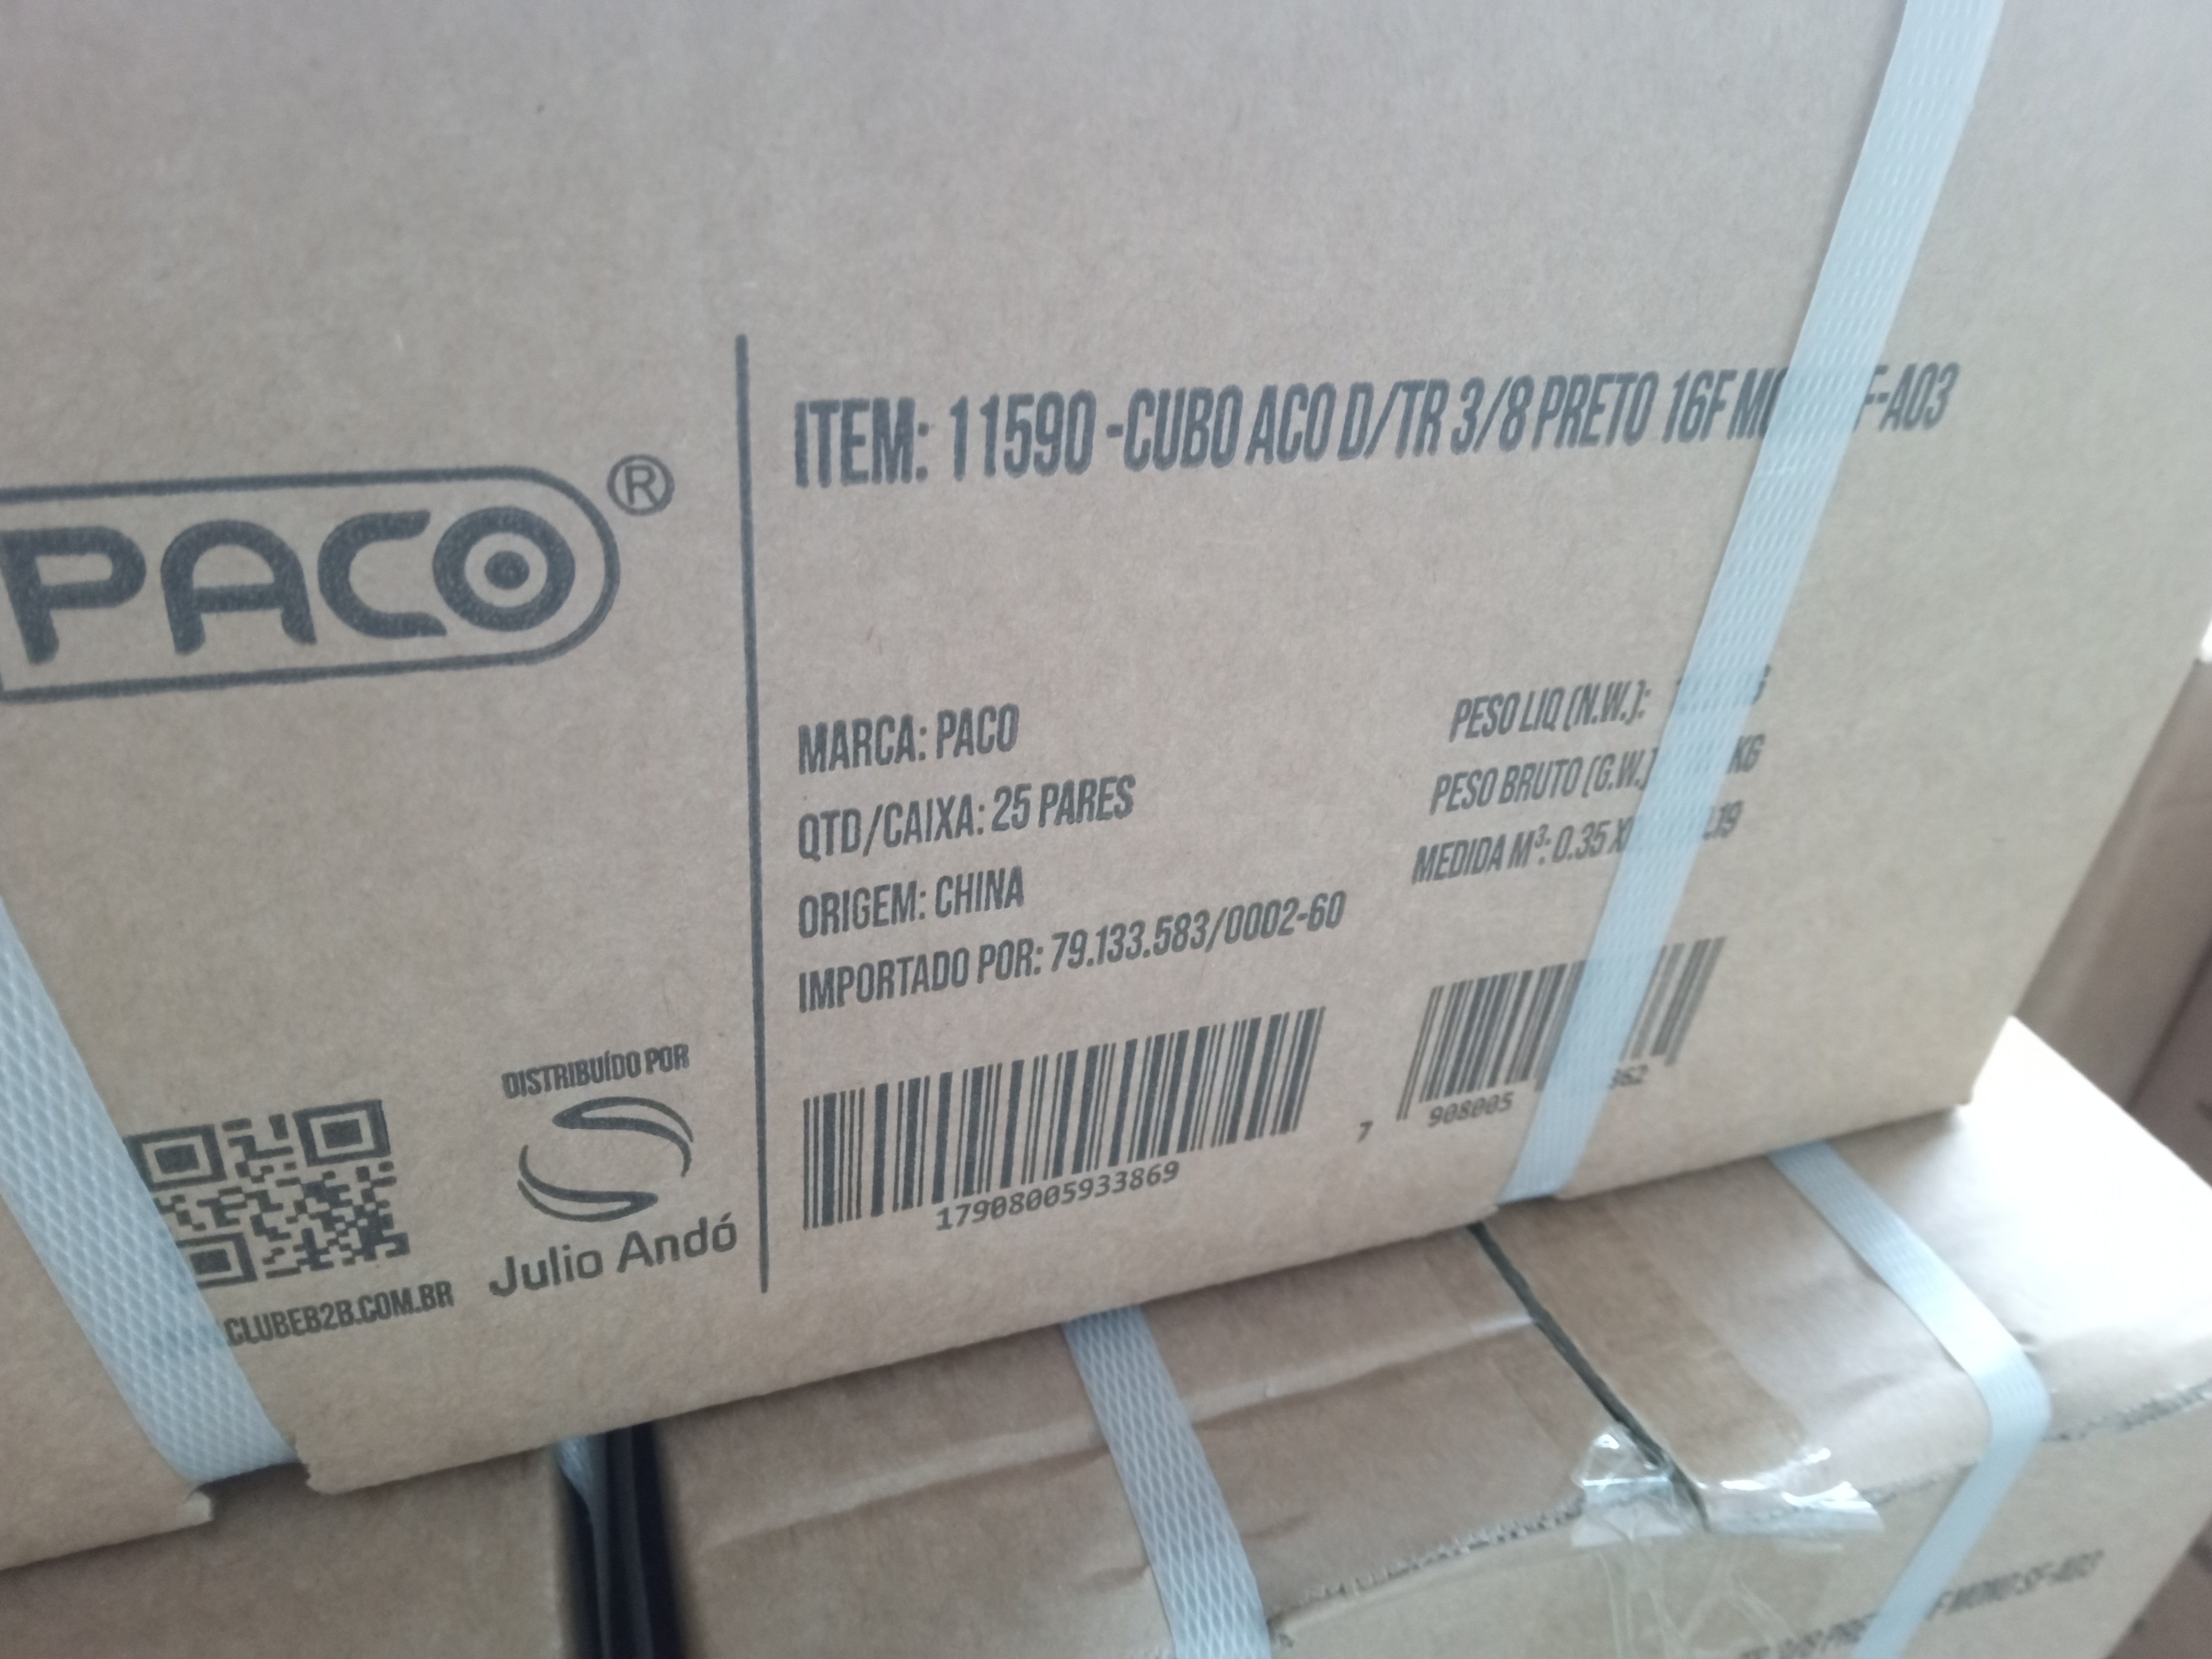 PACO®
ITEM: 11590 -CUBO ACO D/TR 3/8 PRETO 16F
F-A03
MARCA: PACO
QTD/CAIXA: 25 PARES
ORIGEM: CHINA
IMPORTADO POR: 79.133.583/0002-60
PESO LIQ (N.W.):
PESO BRUTO (G.W.) KG
MEDIDA M³: 0.35 X
17908005933869
7 908005
DISTRIBUÍDO POR
Julio Andó
CLUBEB2B.COM.BR